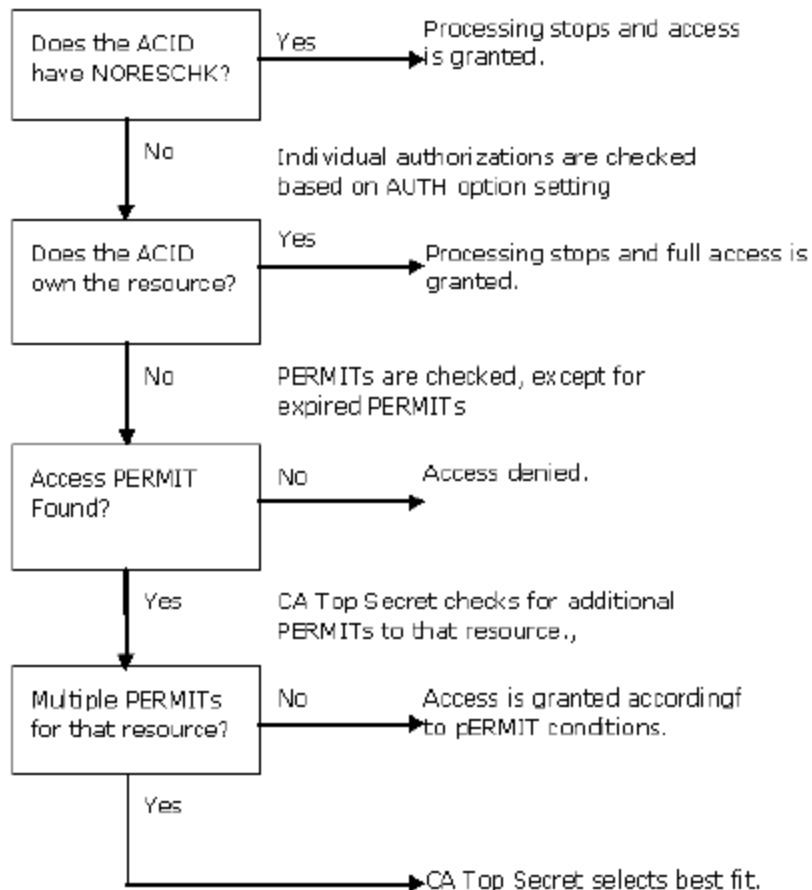 Does the ACID
have NORESCHK?
Yes
Processing stops and access
is granted.
No
Individual authorizations are checked
based on AUTH option setting
Does the ACID
own the resource?
Yes
Processing stops and full access is
granted.
No
PERMITs are checked, except for
expired PERMITs
Access PERMIT
Found?
No
Access denied.
Yes
CA Top Secret checks for additional
PERMITs to that resource.,
Multiple PERMITs
for that resource?
No
Access is granted accordingf
to pERMIT conditions.
Yes
CA Top Secret selects best fit.